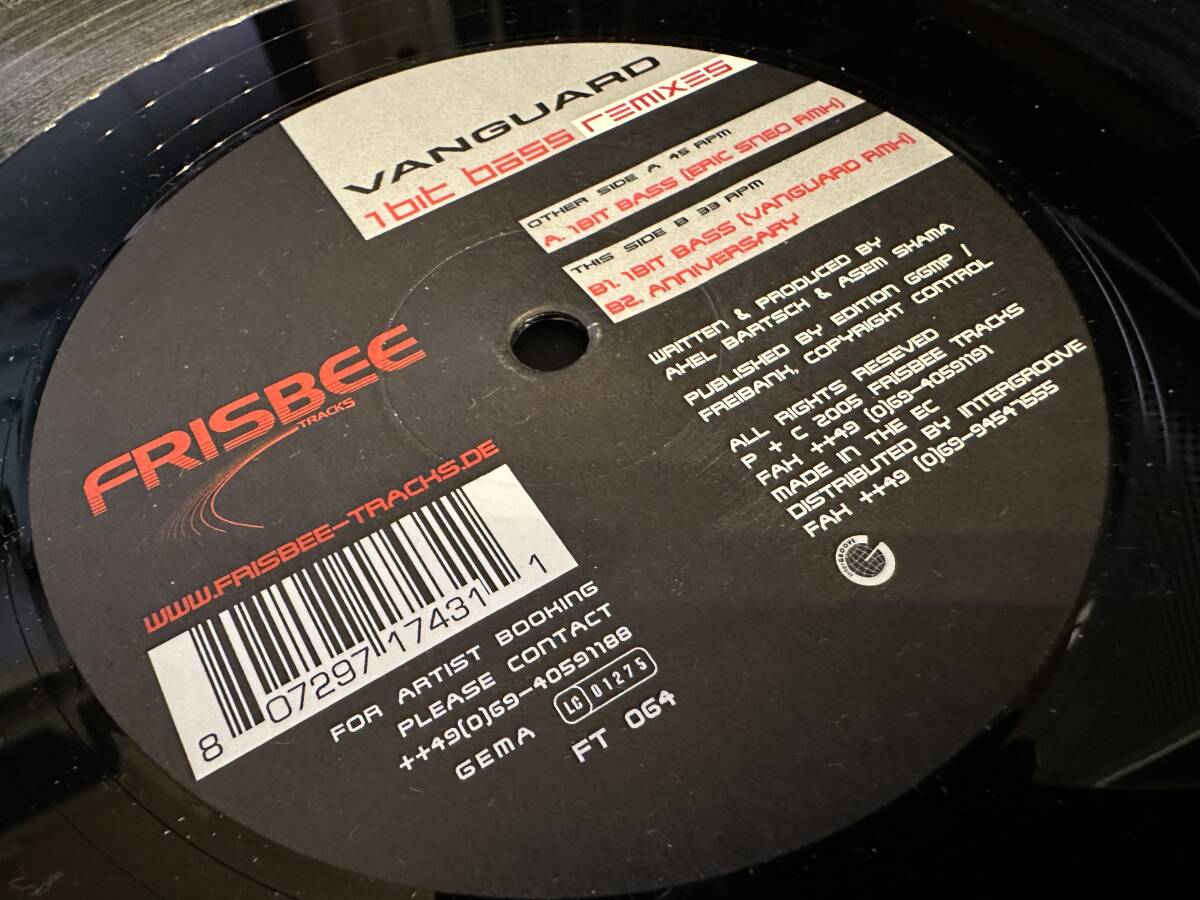 VANGUARD
1 bit bass remixes
OTHER SIDE A 45 RPM
A. 1BIT BASS (ERIC SNEO RMX)
THIS SIDE B 33 RPM
B1. 1BIT BASS (VANGUARD RMX)
B2. ANNIVERSARY
WRITTEN & PRODUCED BY
AXEL BARTSCH & ASEM SHAMA
PUBLISHED BY EDITION GGMP /
FREIBANK, COPYRIGHT CONTROL
ALL RIGHTS RESEVED
P + C 2005 FRISBEE TRACKS
FAX ++49 (0)69-40591191
MADE IN THE EC
DISTRIBUTED BY INTERGROOVE
FAX ++49 (0)69-94547555
INTERGROOVE
FRISBEE
TRACKS
WWW.FRISBEE-TRACKS.DE
8 07297 17431 1
FOR ARTIST BOOKING
PLEASE CONTACT
++49(0)69-40591188
GEMA LC 01275
FT 064